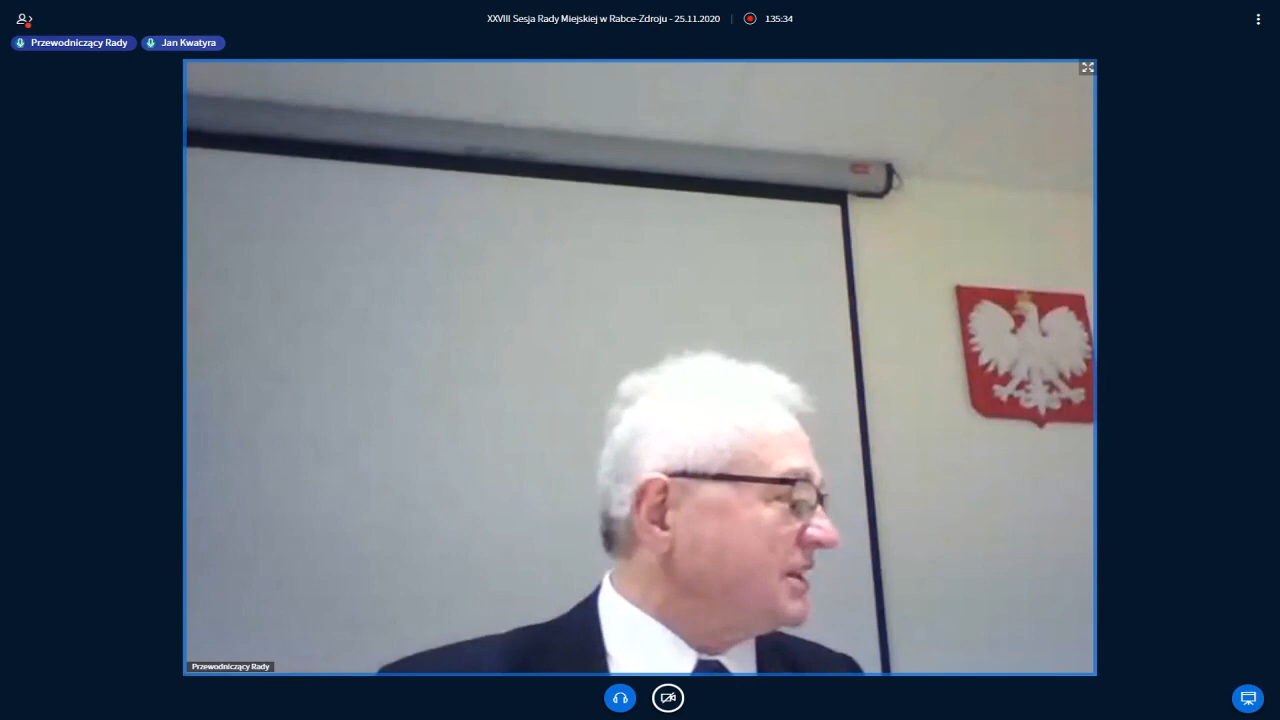 XXVIII Sesja Rady Miejskiej w Rabce-Zdroju - 25.11.2020
135:34
Przewodniczący Rady
Jan Kwatyra
Przewodniczący Rady